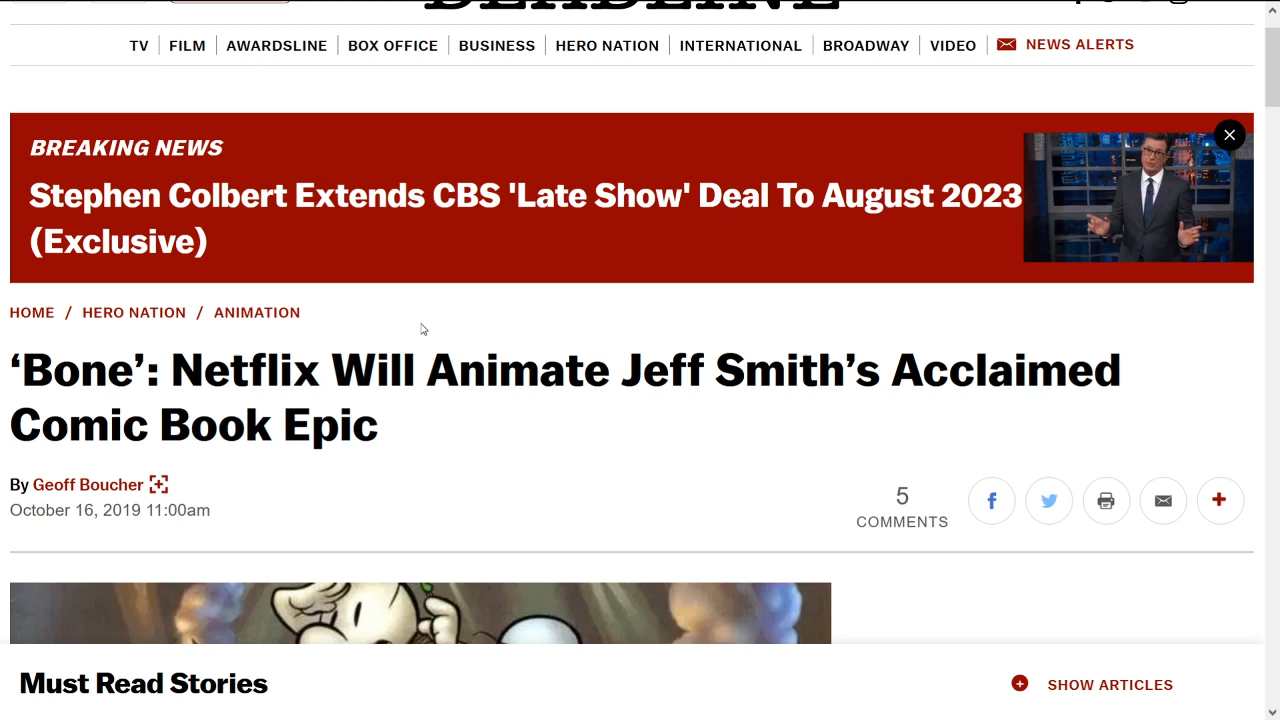 TV FILM AWARDSLINE BOX OFFICE BUSINESS HERO NATION INTERNATIONAL BROADWAY VIDEO NEWS ALERTS
BREAKING NEWS
Stephen Colbert Extends CBS 'Late Show' Deal To August 2023
(Exclusive)
HOME / HERO NATION / ANIMATION
‘Bone’: Netflix Will Animate Jeff Smith’s Acclaimed
Comic Book Epic
By Geoff Boucher
October 16, 2019 11:00am
5
COMMENTS
Must Read Stories
SHOW ARTICLES